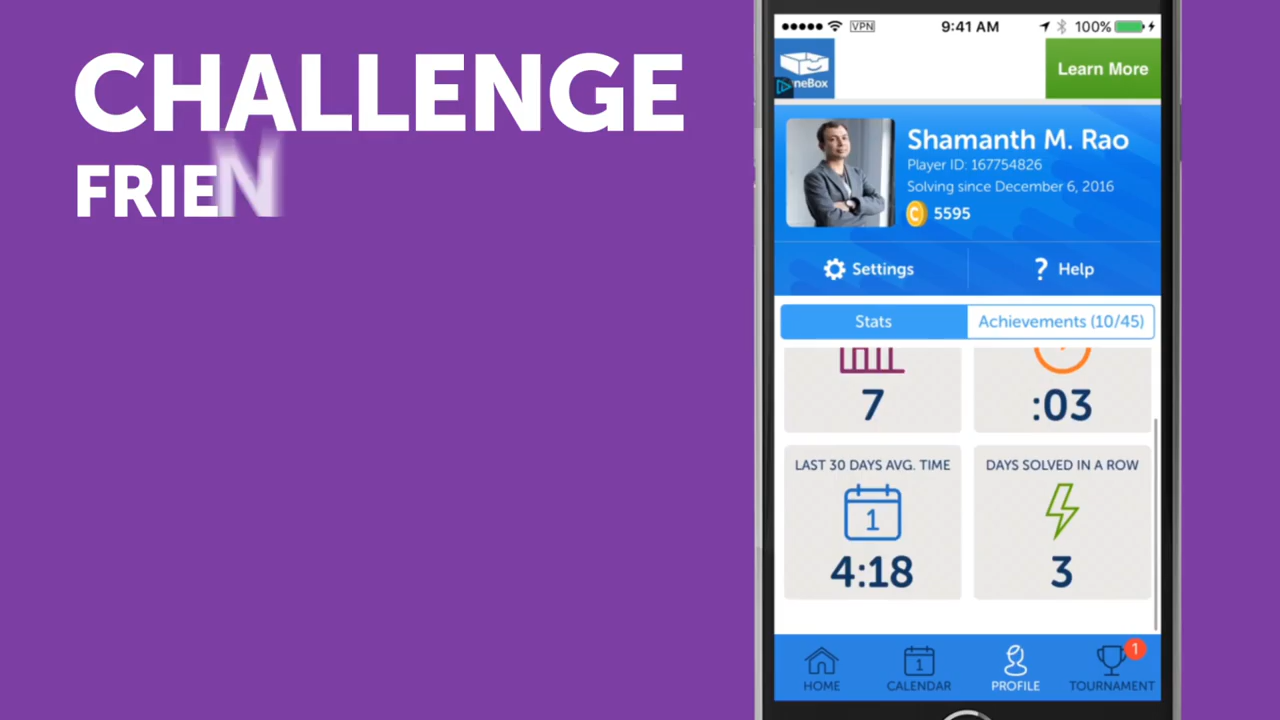 CHALLENGE
FRIEN
VPN
9:41 AM
100%
neBox
Learn More
Shamanth M. Rao
Player ID: 167754826
Solving since December 6, 2016
C 5595
Settings
? Help
Stats
Achievements (10/45)
7
:03
LAST 30 DAYS AVG. TIME
DAYS SOLVED IN A ROW
1
4:18
3
HOME
1
CALENDAR
PROFILE
1
TOURNAMENT